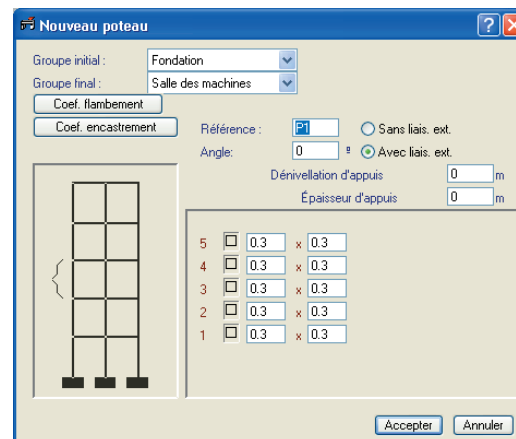 Nouveau poteau
Groupe initial : Fondation
Groupe final : Salle des machines
Coef. flambement
Coef. encastrement
Référence : P1 Sans liais. ext.
Angle: 0 º Avec liais. ext.
Dénivellation d'appuis 0 m
Épaisseur d'appuis 0 m
5 0.3 x 0.3
4 0.3 x 0.3
3 0.3 x 0.3
2 0.3 x 0.3
1 0.3 x 0.3
Accepter Annuler